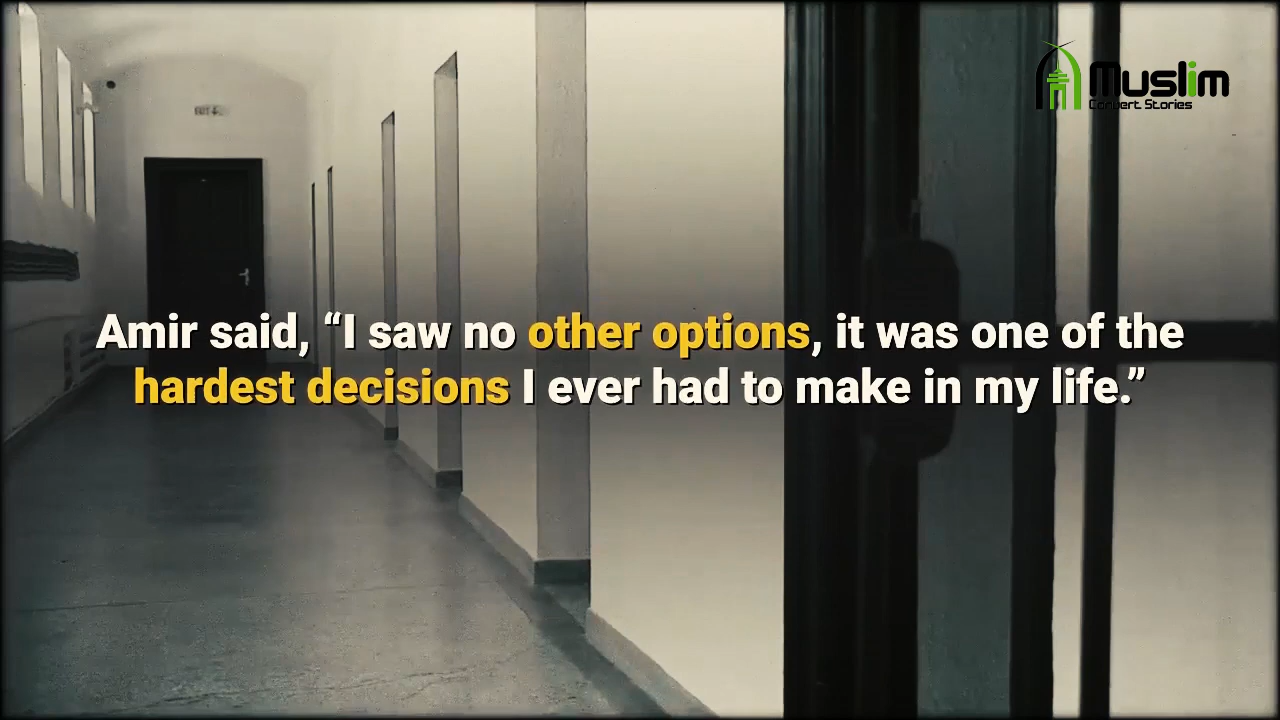 Muslim
Convert Stories
Amir said, “I saw no other options, it was one of the
hardest decisions I ever had to make in my life.”